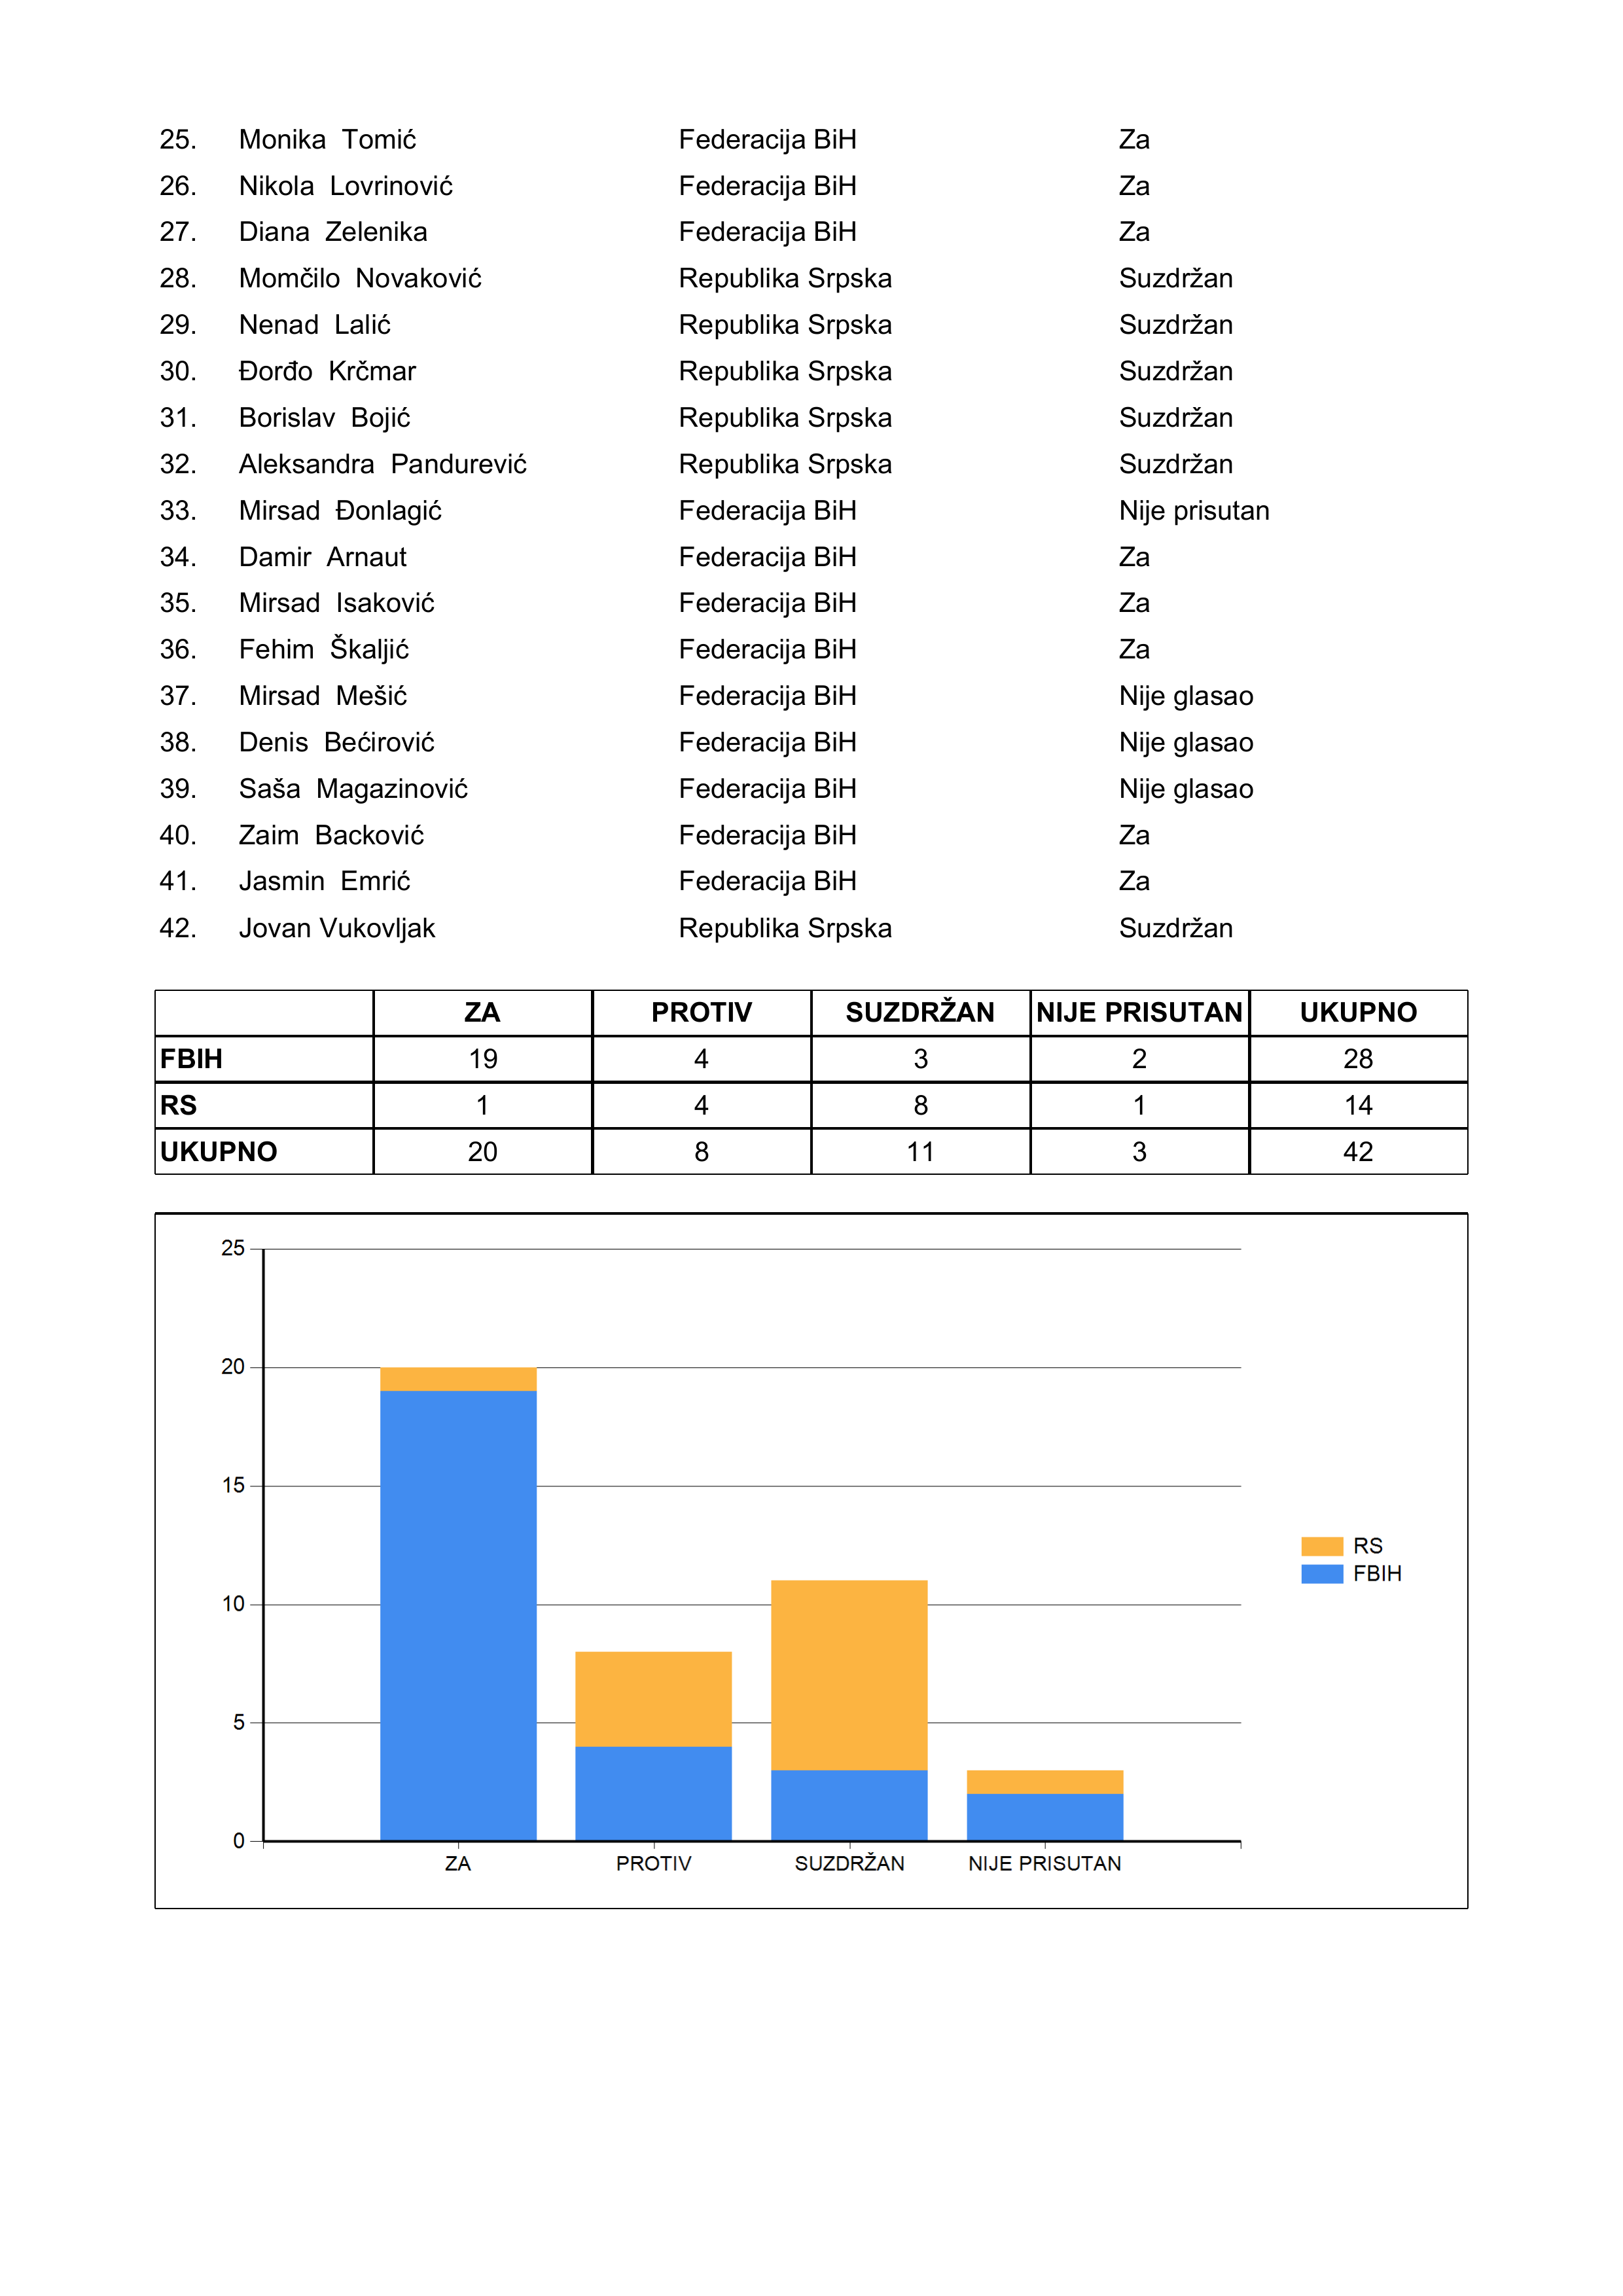 25. Monika Tomić Federacija BiH Za
26. Nikola Lovrinović Federacija BiH Za
27. Diana Zelenika Federacija BiH Za
28. Momčilo Novaković Republika Srpska Suzdržan
29. Nenad Lalić Republika Srpska Suzdržan
30. Đorđo Krčmar Republika Srpska Suzdržan
31. Borislav Bojić Republika Srpska Suzdržan
32. Aleksandra Pandurević Republika Srpska Suzdržan
33. Mirsad Đonlagić Federacija BiH Nije prisutan
34. Damir Arnaut Federacija BiH Za
35. Mirsad Isaković Federacija BiH Za
36. Fehim Škaljić Federacija BiH Za
37. Mirsad Mešić Federacija BiH Nije glasao
38. Denis Bećirović Federacija BiH Nije glasao
39. Saša Magazinović Federacija BiH Nije glasao
40. Zaim Backović Federacija BiH Za
41. Jasmin Emrić Federacija BiH Za
42. Jovan Vukovljak Republika Srpska Suzdržan
ZA PROTIV SUZDRŽAN NIJE PRISUTAN UKUPNO
FBIH 19 4 3 2 28
RS 1 4 8 1 14
UKUPNO 20 8 11 3 42
25
20
15
10
5
0
ZA PROTIV SUZDRŽAN NIJE PRISUTAN
RS
FBIH